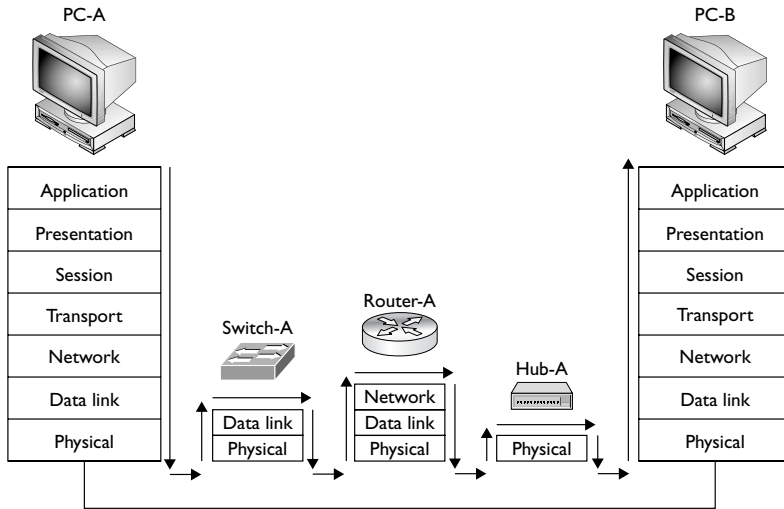 PC-A
PC-B
Application
Presentation
Session
Transport
Network
Data link
Physical
Switch-A
Data link
Physical
Router-A
Network
Data link
Physical
Hub-A
Physical
Application
Presentation
Session
Transport
Network
Data link
Physical